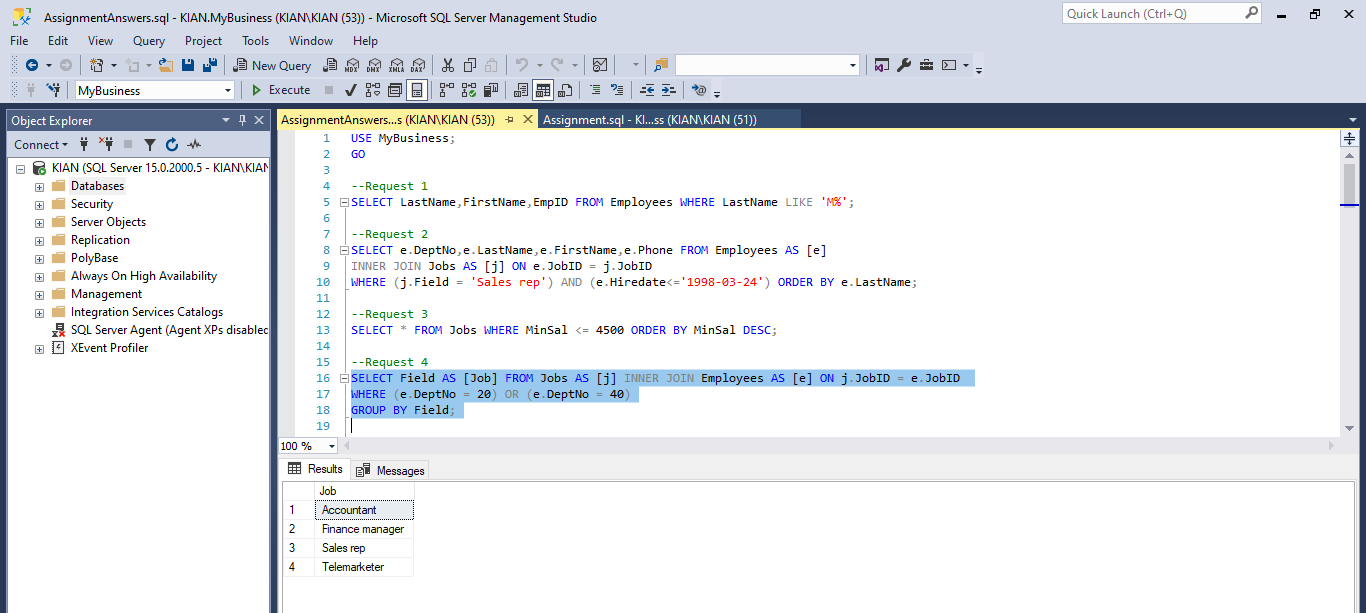 AssignmentAnswers.sql - KIAN.MyBusiness (KIAN\KIAN (53)) - Microsoft SQL Server Management Studio
Quick Launch (Ctrl+Q)
File Edit View Query Project Tools Window Help
New Query MDX DMX XMLA DAX
MyBusiness Execute
Object Explorer
AssignmentAnswers...s (KIAN\KIAN (53)) Assignment.sql - KI...ss (KIAN\KIAN (51))
Connect
KIAN (SQL Server 15.0.2000.5 - KIAN\KIAN
Databases
Security
Server Objects
Replication
PolyBase
Always On High Availability
Management
Integration Services Catalogs
SQL Server Agent (Agent XPs disabled
XEvent Profiler
1 USE MyBusiness;
2 GO
3
4 --Request 1
5 SELECT LastName,FirstName,EmpID FROM Employees WHERE LastName LIKE 'M%';
6
7 --Request 2
8 SELECT e.DeptNo,e.LastName,e.FirstName,e.Phone FROM Employees AS [e]
9 INNER JOIN Jobs AS [j] ON e.JobID = j.JobID
10 WHERE (j.Field = 'Sales rep') AND (e.Hiredate<='1998-03-24') ORDER BY e.LastName;
11
12 --Request 3
13 SELECT * FROM Jobs WHERE MinSal <= 4500 ORDER BY MinSal DESC;
14
15 --Request 4
16 SELECT Field AS [Job] FROM Jobs AS [j] INNER JOIN Employees AS [e] ON j.JobID = e.JobID
17 WHERE (e.DeptNo = 20) OR (e.DeptNo = 40)
18 GROUP BY Field;
19
100 %
Results Messages
Job
1 Accountant
2 Finance manager
3 Sales rep
4 Telemarketer